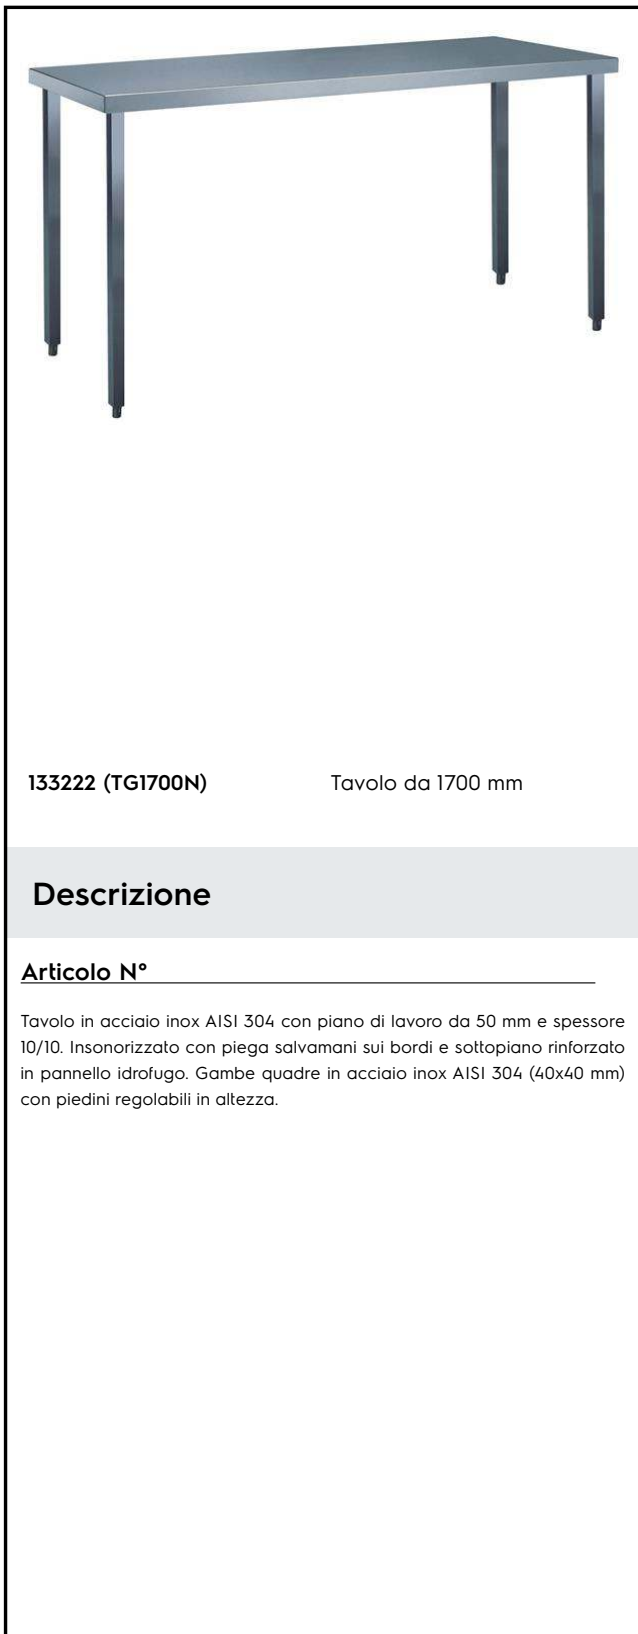 133222 (TG1700N) Tavolo da 1700 mm
Descrizione
Articolo N°
Tavolo in acciaio inox AISI 304 con piano di lavoro da 50 mm e spessore
10/10. Insonorizzato con piega salvamani sui bordi e sottopiano rinforzato
in pannello idrofugo. Gambe quadre in acciaio inox AISI 304 (40x40 mm)
con piedini regolabili in altezza.